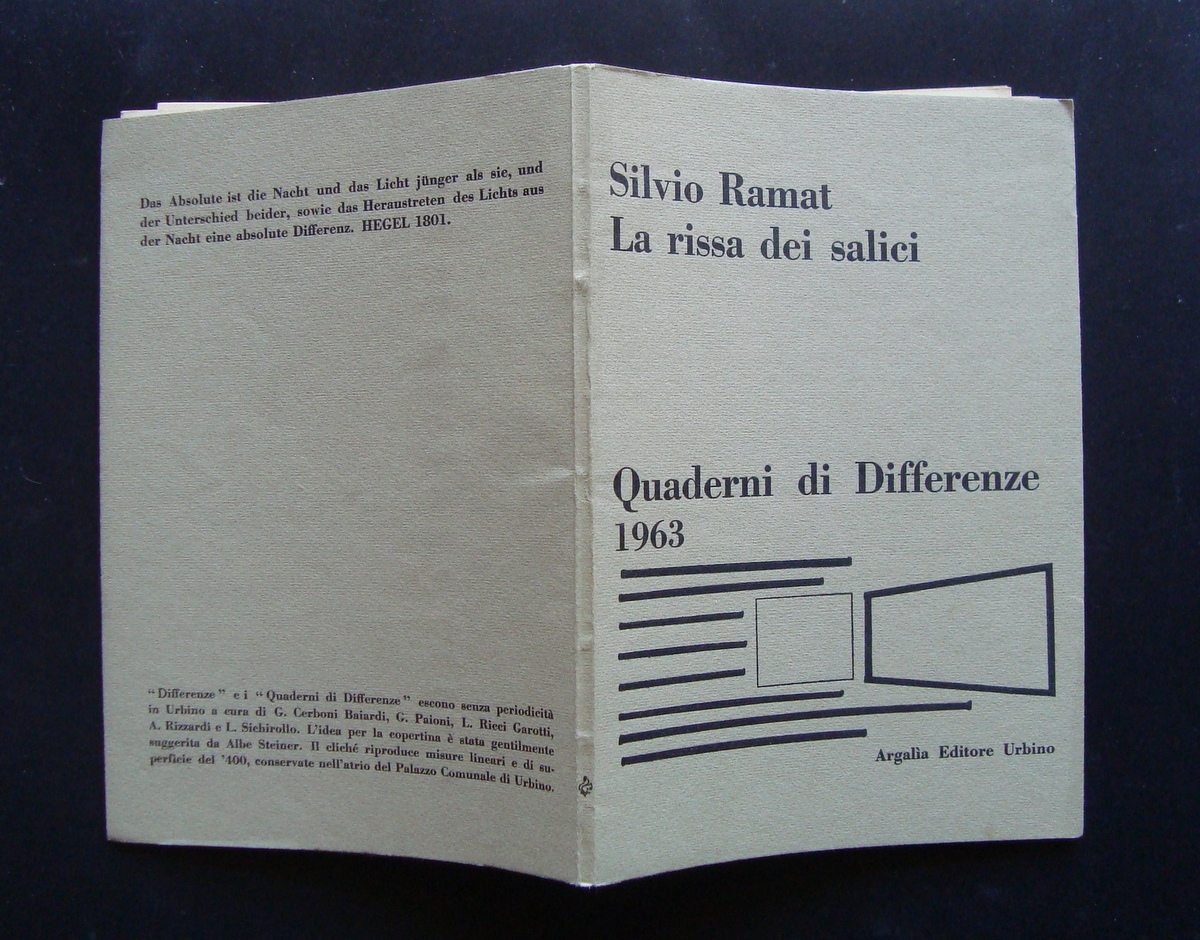 Das Absolute ist die Nacht und das Licht jünger als sie, und
der Unterschied beider, sowie das Heraustreten des Lichts aus
der Nacht eine absolute Differenz. HEGEL 1801.
“Differenze” e i “Quaderni di Differenze” escono senza periodicità
in Urbino a cura di G. Cerboni Baiardi, G. Paioni, L. Ricci Garotti,
A. Rizzardi e L. Sichirollo. L'idea per la copertina è stata gentilmente
suggerita da Albe Steiner. Il cliché riproduce misure lineari e di su-
perficie del '400, conservate nell'atrio del Palazzo Comunale di Urbino.
Silvio Ramat
La rissa dei salici
Quaderni di Differenze
1963
Argalìa Editore Urbino